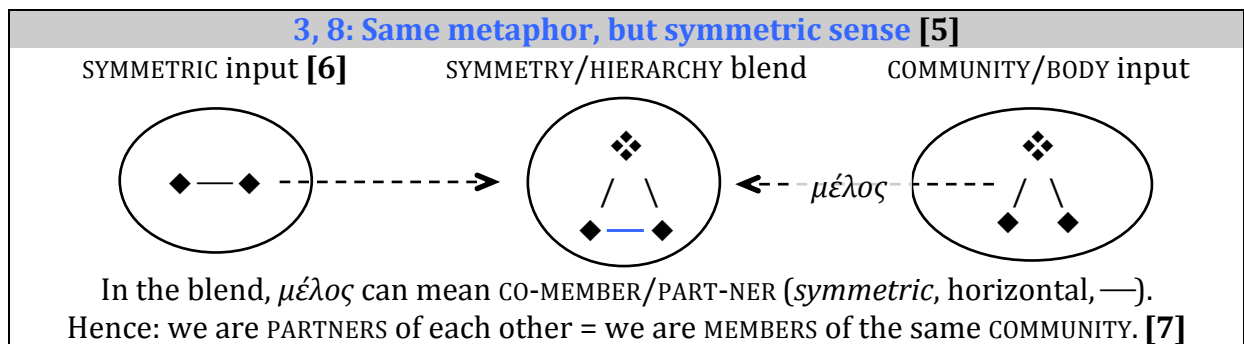 3, 8: Same metaphor, but symmetric sense [5]
SYMMETRIC input [6] SYMMETRY/HIERARCHY blend COMMUNITY/BODY input
μέλος
In the blend, μέλος can mean CO-MEMBER/PART-NER (symmetric, horizontal, —).
Hence: we are PARTNERS of each other = we are MEMBERS of the same COMMUNITY. [7]